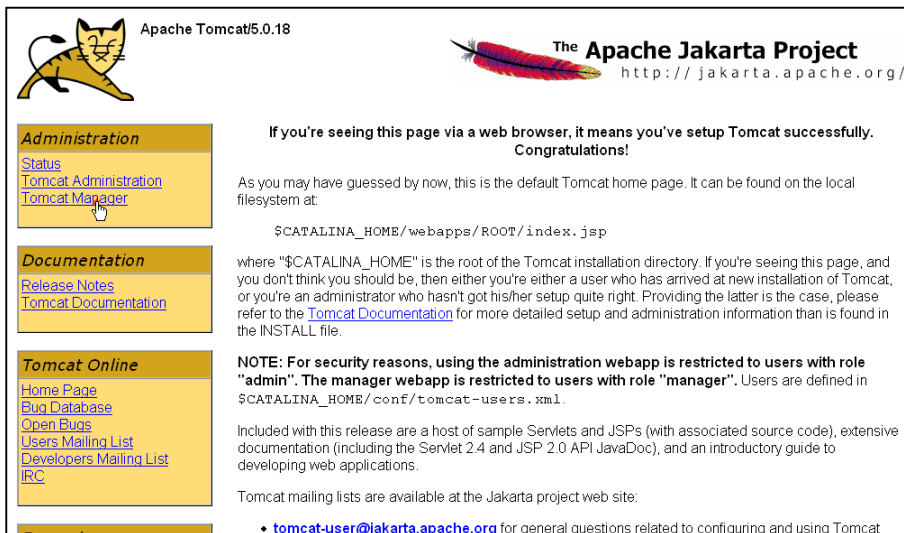 Apache Tomcat/5.0.18
The Apache Jakarta Project
http://jakarta.apache.org/
Administration
Status
Tomcat Administration
Tomcat Manager
Documentation
Release Notes
Tomcat Documentation
Tomcat Online
Home Page
Bug Database
Open Bugs
Users Mailing List
Developers Mailing List
IRC
If you're seeing this page via a web browser, it means you've setup Tomcat successfully.
Congratulations!
As you may have guessed by now, this is the default Tomcat home page. It can be found on the local
filesystem at:
$CATALINA_HOME/webapps/ROOT/index.jsp
where "$CATALINA_HOME" is the root of the Tomcat installation directory. If you're seeing this page, and
you don't think you should be, then either you're either a user who has arrived at new installation of Tomcat,
or you're an administrator who hasn't got his/her setup quite right. Providing the latter is the case, please
refer to the Tomcat Documentation for more detailed setup and administration information than is found in
the INSTALL file.
NOTE: For security reasons, using the administration webapp is restricted to users with role
"admin". The manager webapp is restricted to users with role "manager". Users are defined in
$CATALINA_HOME/conf/tomcat-users.xml.
Included with this release are a host of sample Servlets and JSPs (with associated source code), extensive
documentation (including the Servlet 2.4 and JSP 2.0 API JavaDoc), and an introductory guide to
developing web applications.
Tomcat mailing lists are available at the Jakarta project web site:
• tomcat-user@jakarta.apache.org for general questions related to configuring and using Tomcat